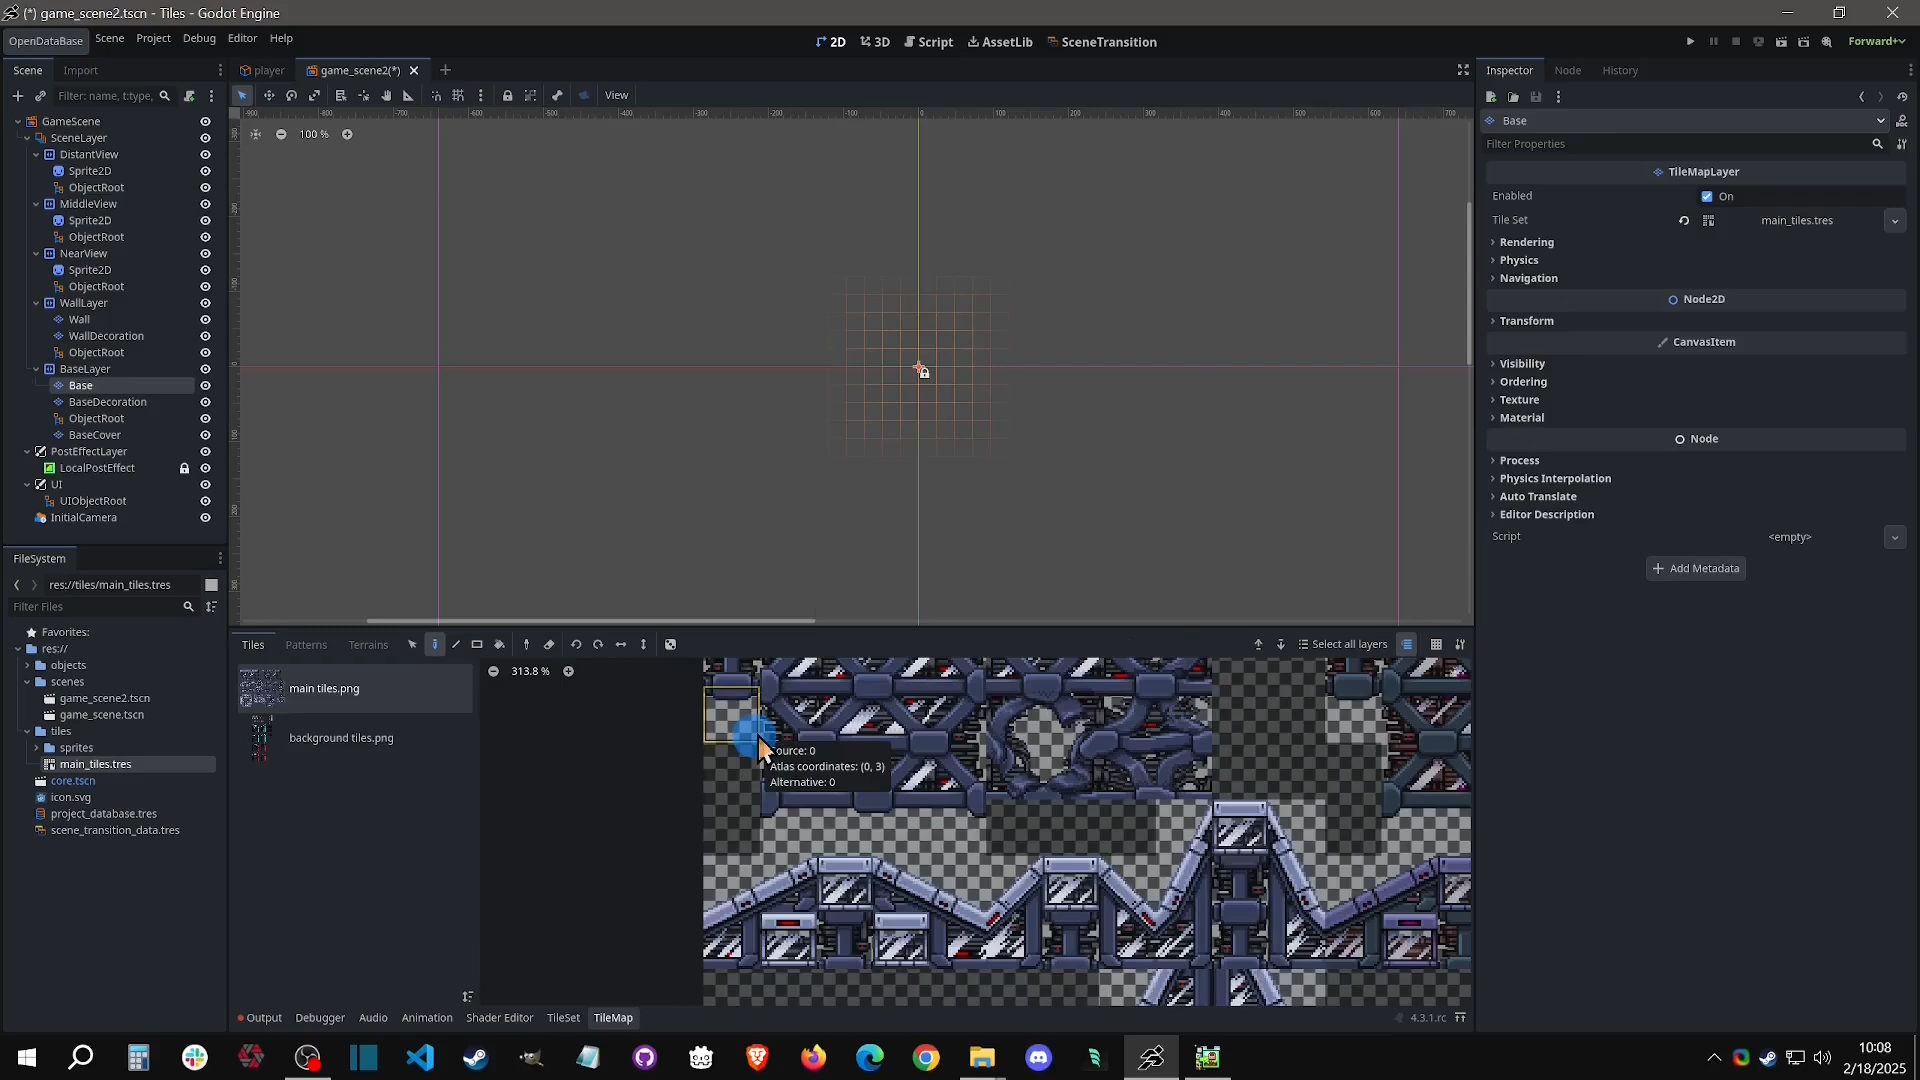 (*) game_scene2.tscn - Tiles - Godot Engine
OpenDataBase Scene Project Debug Editor Help
2D 3D Script AssetLib SceneTransition
Forward+
Scene Import
player game_scene2(*)
Inspector Node History
Filter: name, t:type,
View
100 %
GameScene
SceneLayer
DistantView
Sprite2D
ObjectRoot
MiddleView
Sprite2D
ObjectRoot
NearView
Sprite2D
ObjectRoot
WallLayer
Wall
WallDecoration
ObjectRoot
BaseLayer
Base
BaseDecoration
ObjectRoot
BaseCover
PostEffectLayer
LocalPostEffect
UI
UIObjectRoot
InitialCamera
FileSystem
res://tiles/main_tiles.tres
Filter Files
Favorites:
res://
objects
scenes
game_scene2.tscn
game_scene.tscn
tiles
sprites
main_tiles.tres
core.tscn
icon.svg
project_database.tres
scene_transition_data.tres
Tiles Patterns Terrains
Select all layers
main tiles.png
background tiles.png
313.8 %
ource: 0
Atlas coordinates: (0, 3)
Alternative: 0
Output Debugger Audio Animation Shader Editor TileSet TileMap
4.3.1.rc
Base
Filter Properties
TileMapLayer
Enabled On
Tile Set main_tiles.tres
Rendering
Physics
Navigation
Node2D
Transform
CanvasItem
Visibility
Ordering
Texture
Material
Node
Process
Physics Interpolation
Auto Translate
Editor Description
Script <empty>
Add Metadata
10:08
2/18/2025